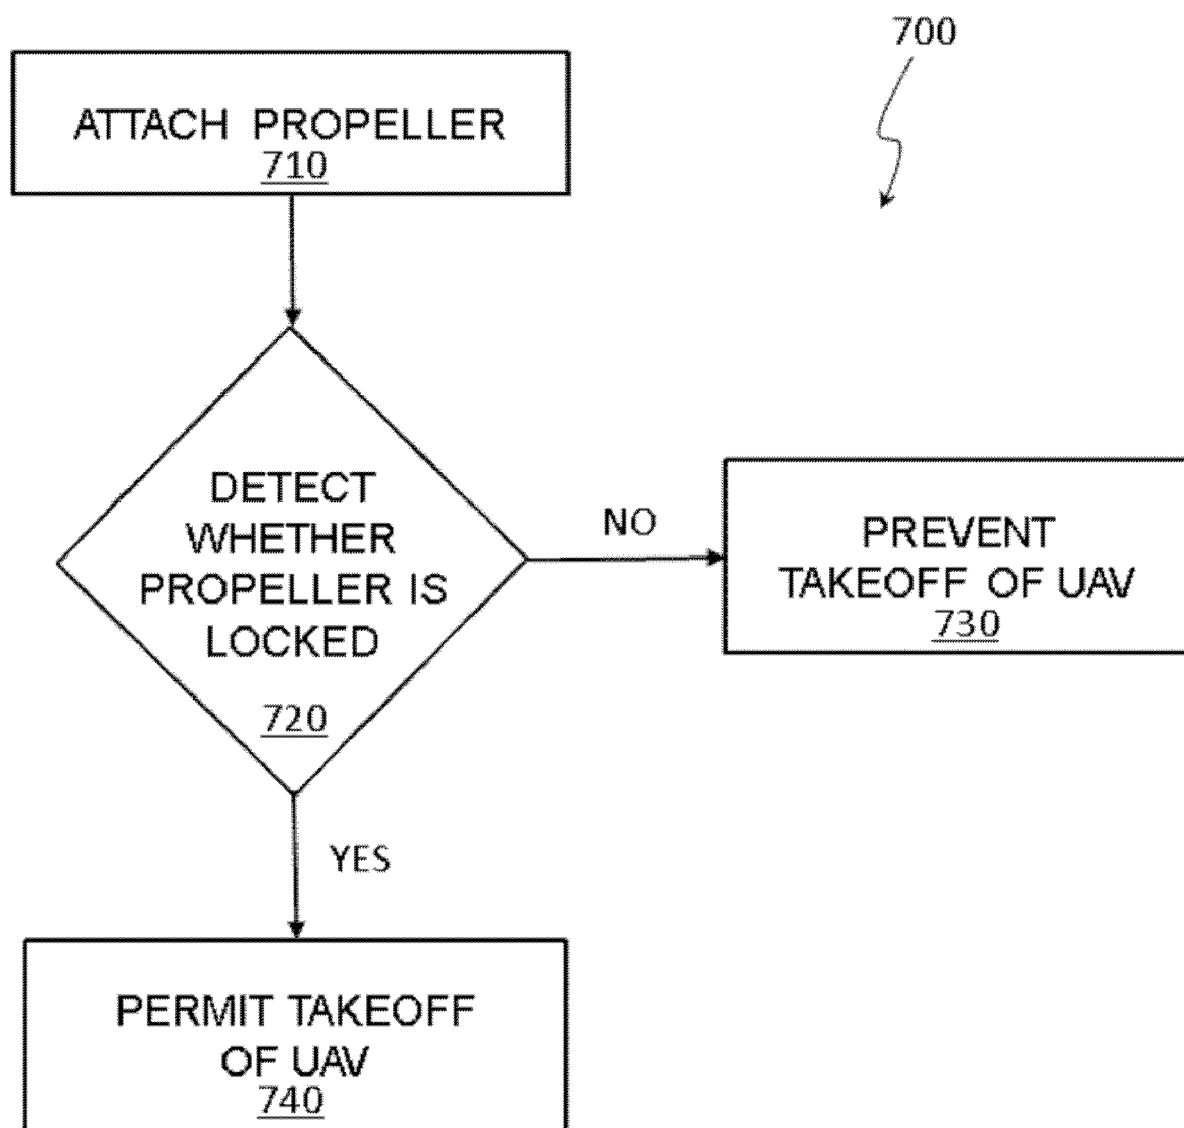 700
ATTACH PROPELLER
710
DETECT
WHETHER
PROPELLER IS
LOCKED
720
NO
PREVENT
TAKEOFF OF UAV
730
YES
PERMIT TAKEOFF
OF UAV
740